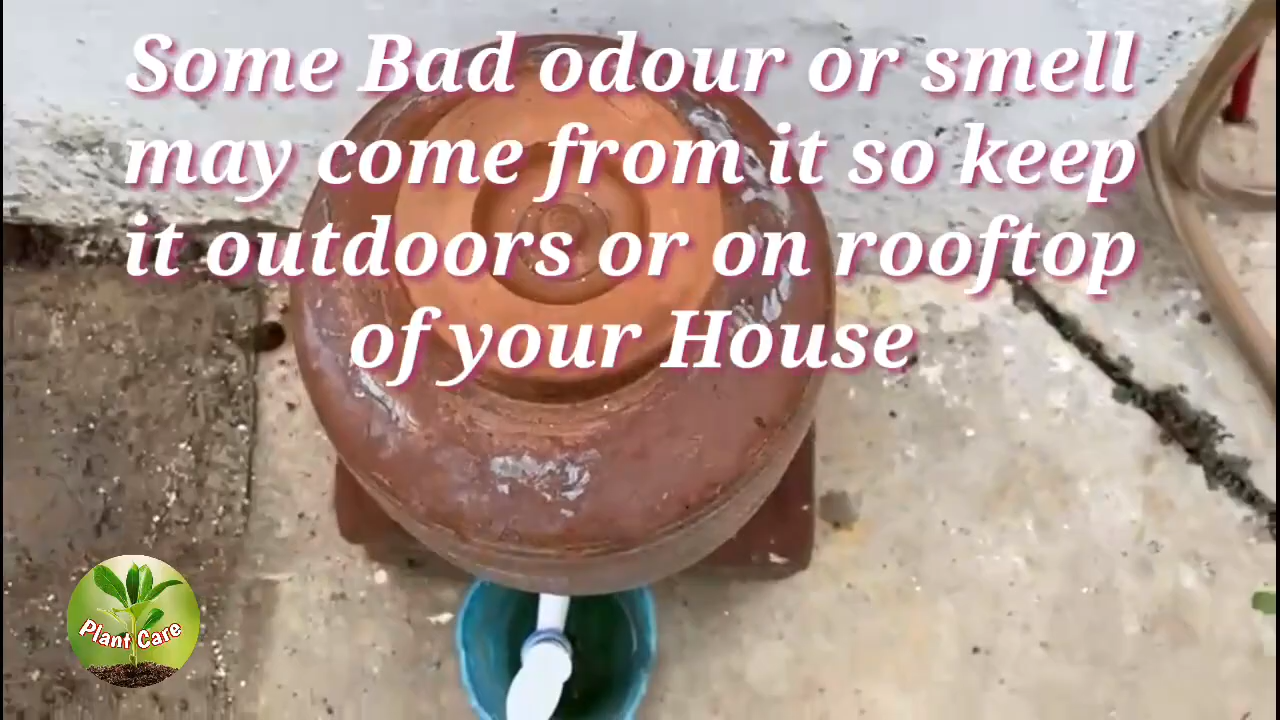 Some Bad odour or smell
may come from it so keep
it outdoors or on rooftop
of your House
Plant Care